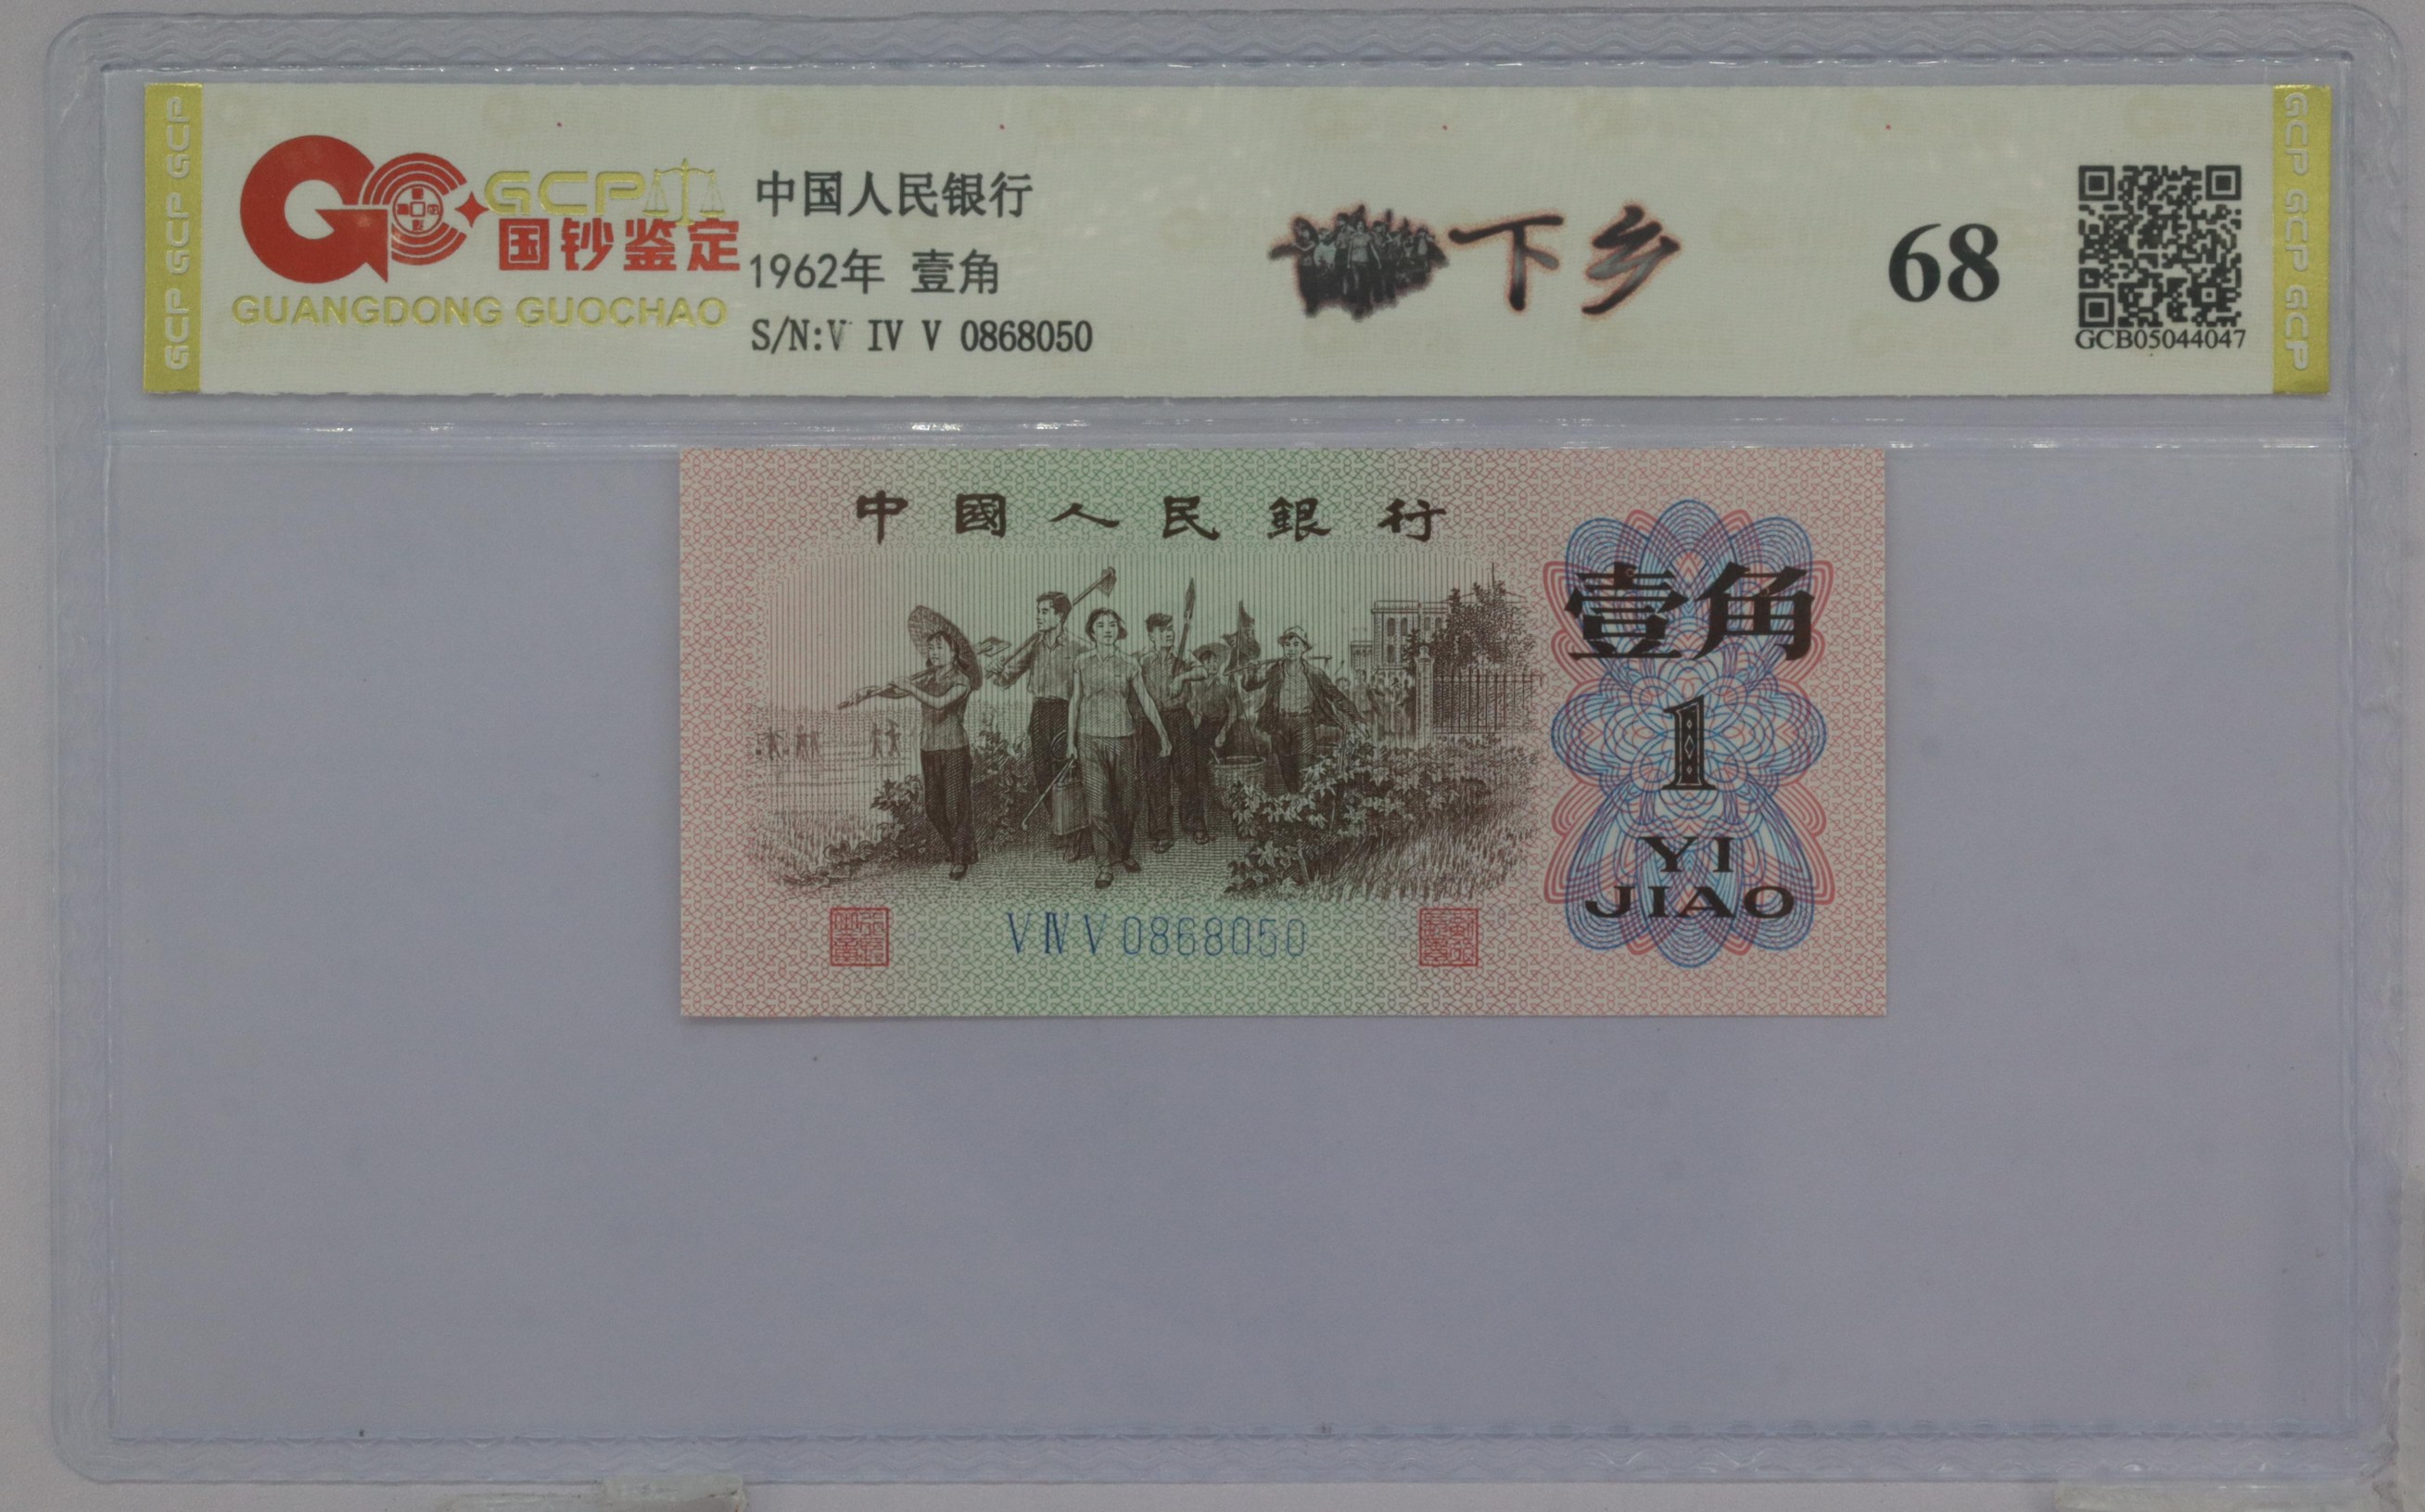 GCP GCP GCP
GCP
国钞鉴定
GUANGDONG GUOCHAO
中国人民银行
1962年 壹角
S/N:V IV V 0868050
下乡
68
GCB05044047
GCP GCP GCP
中國人民銀行
壹角
1
YI
JIAO
V IV V 0868050